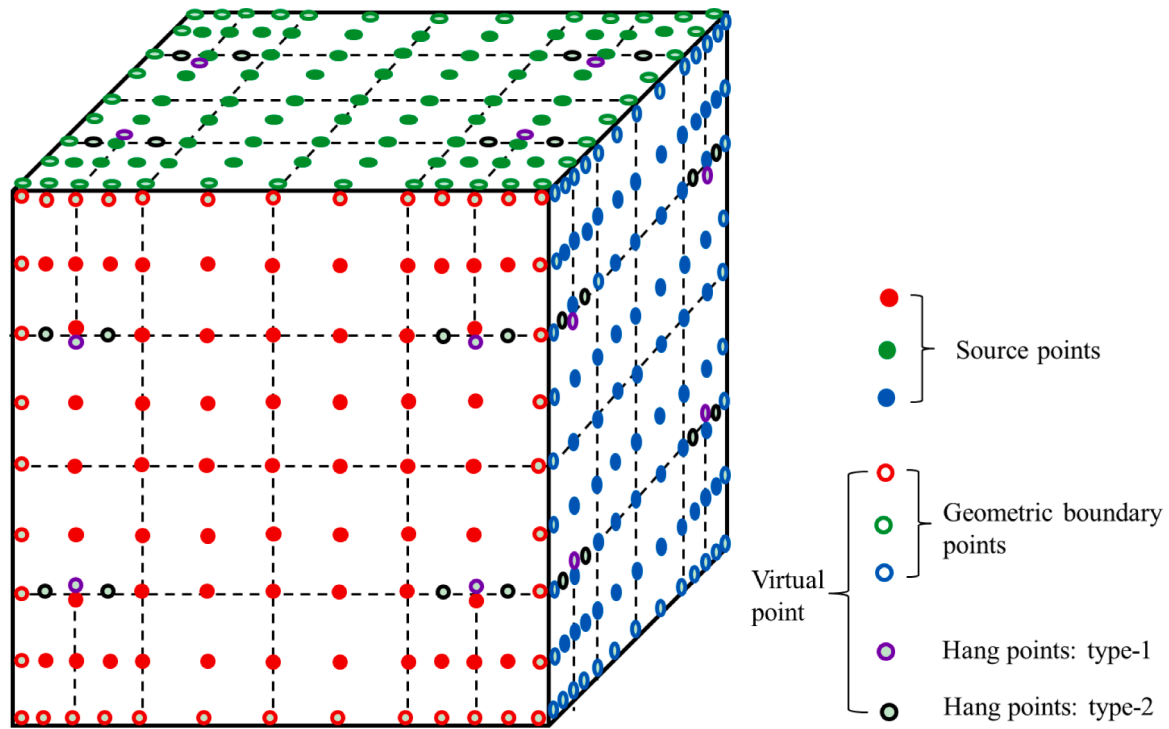 Source points
Geometric boundary
points
Virtual
point
Hang points: type-1
Hang points: type-2